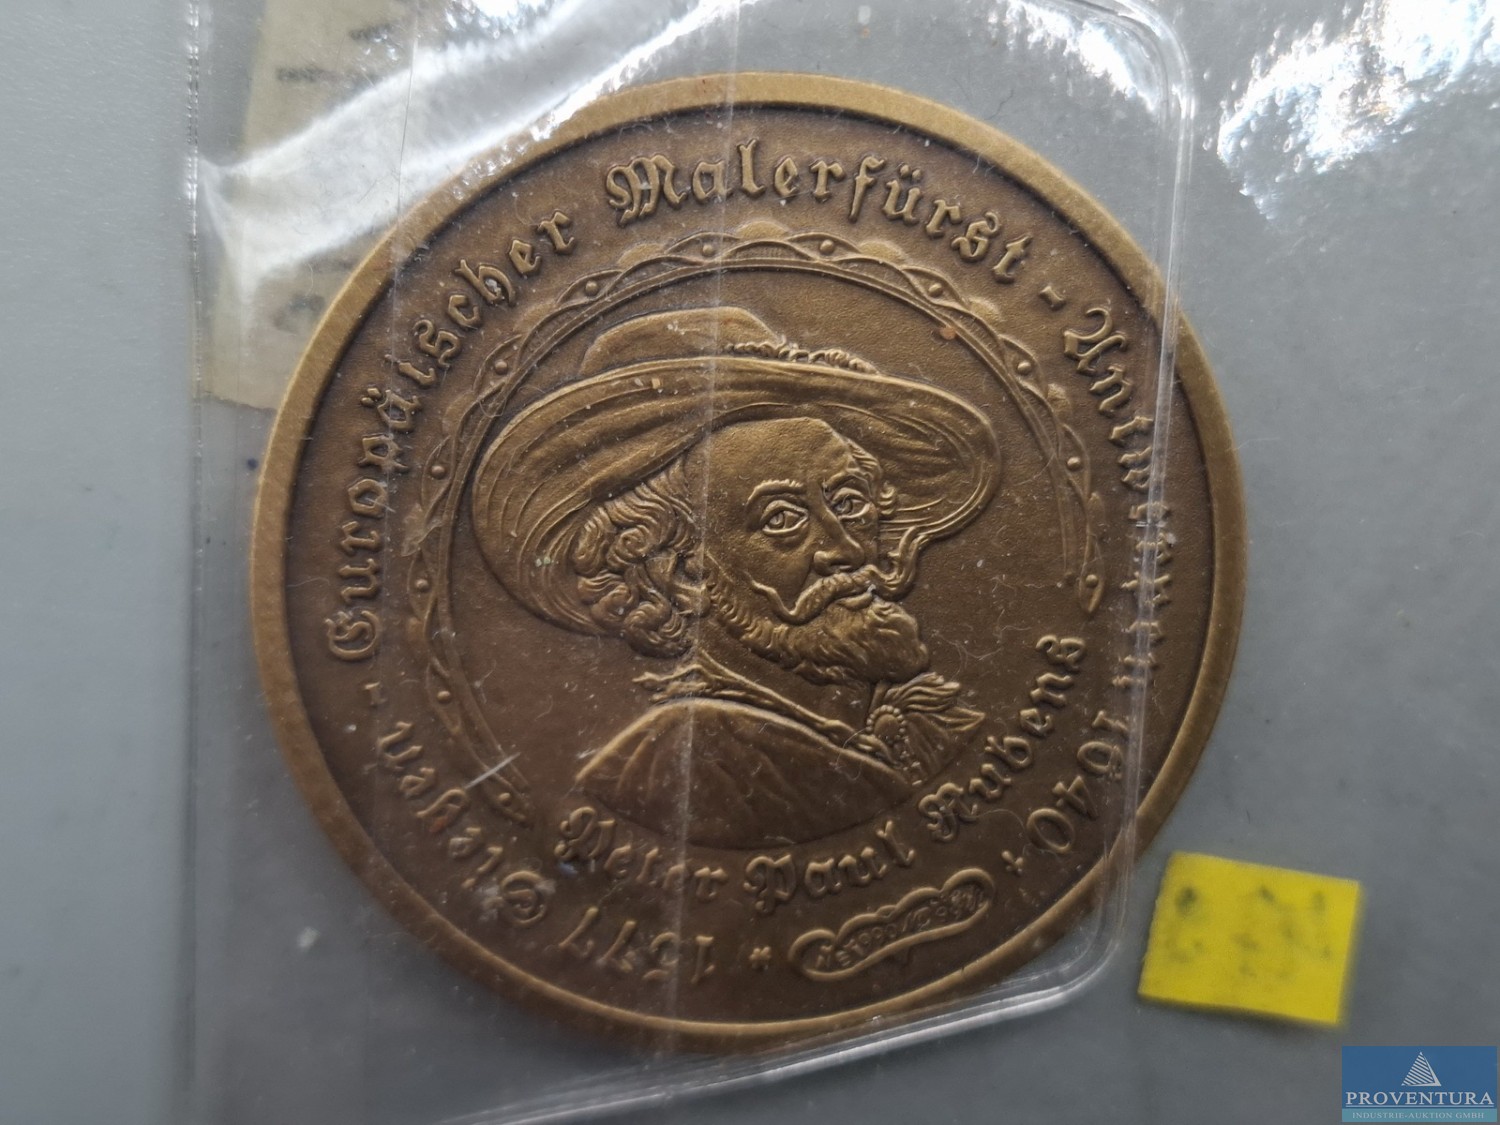 * 1577 Siegen - Europäischer Malerfürst - Antwerpen 1640 †
Peter Paul Rubens
PROVENTURA
INDUSTRIE-AUKTION GMBH